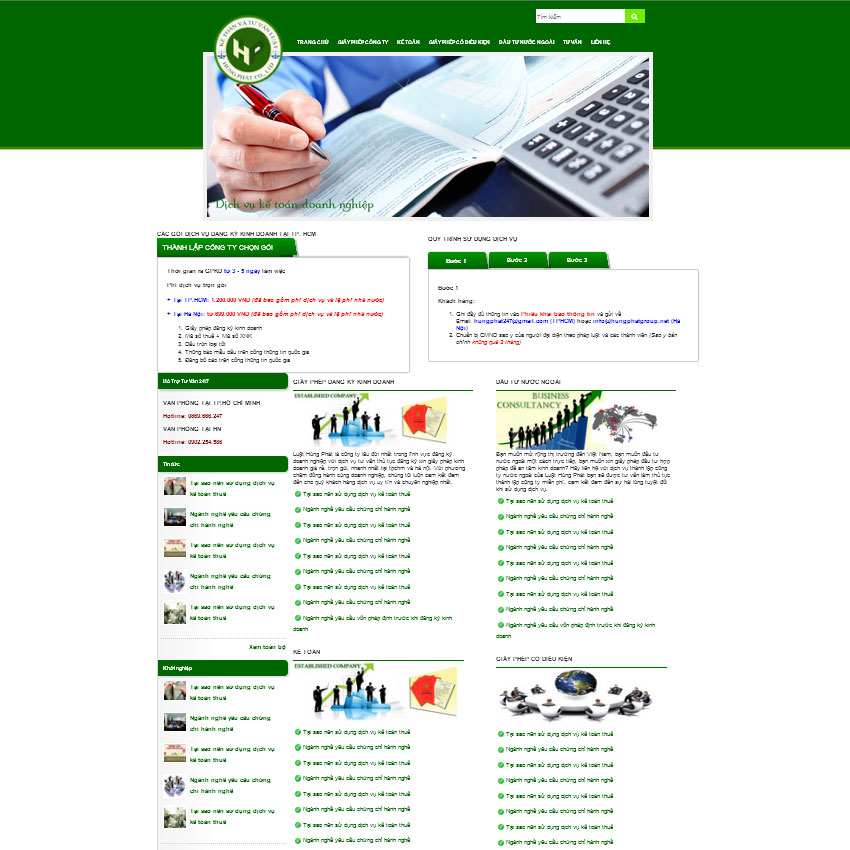 Tìm kiếm
KẾ TOÁN VÀ TƯ VẤN LUẬT
HƯNG PHÁT CO., LTD
TRANG CHỦ GIẤY PHÉP CÔNG TY KẾ TOÁN GIẤY PHÉP CÓ ĐIỀU KIỆN ĐẦU TƯ NƯỚC NGOÀI TƯ VẤN LIÊN HỆ
Dịch vụ kế toán doanh nghiệp
CÁC GÓI DỊCH VỤ ĐĂNG KÝ KINH DOANH TẠI TP. HCM
THÀNH LẬP CÔNG TY CHỌN GÓI
Thời gian ra GPKD từ 3 - 5 ngày làm việc
Phí dịch vụ trọn gói
+ Tại TP.HCM: 1.200.000 VND (đã bao gồm phí dịch vụ và lệ phí nhà nước)
+ Tại Hà Nội: từ 699.000 VND (đã bao gồm phí dịch vụ và lệ phí nhà nước)
1. Giấy phép đăng ký kinh doanh
2. Mã số thuế + Mã số XNK
3. Dấu tròn loại tốt
4. Thông báo mẫu dấu trên cổng thông tin quốc gia
5. Đăng bố cáo trên cổng thông tin quốc gia
QUY TRÌNH SỬ DỤNG DỊCH VỤ
Bước 1 Bước 2 Bước 3
Bước 1
Khách hàng:
1. Ghi đầy đủ thông tin vào Phiếu khai báo thông tin và gửi về
Email: hungphat247@gmail.com (TPHCM) hoặc info@hungphatgroup.net (Hà
Nội)
2. Chuẩn bị CMND sao y của người đại diện theo pháp luật và các thành viên (Sao y bản
chính không quá 3 tháng)
Hỗ Trợ Tư Vấn 24/7
VĂN PHÒNG TẠI TP.HỒ CHÍ MINH
Hotline: 0869.666.247
VĂN PHÒNG TẠI HN
Hotline: 0902.254.586
Tin tức
Tại sao nên sử dụng dịch vụ
kế toán thuế
Ngành nghề yêu cầu chứng
chỉ hành nghề
Tại sao nên sử dụng dịch vụ
kế toán thuế
Ngành nghề yêu cầu chứng
chỉ hành nghề
Tại sao nên sử dụng dịch vụ
kế toán thuế
Xem toàn bộ
Khởi nghiệp
Tại sao nên sử dụng dịch vụ
kế toán thuế
Ngành nghề yêu cầu chứng
chỉ hành nghề
Tại sao nên sử dụng dịch vụ
kế toán thuế
Ngành nghề yêu cầu chứng
chỉ hành nghề
Tại sao nên sử dụng dịch vụ
kế toán thuế
GIẤY PHÉP ĐĂNG KÝ KINH DOANH
ESTABLISHED COMPANY
Luật Hùng Phát là công ty lâu đời nhất trong lĩnh vực đăng ký
doanh nghiệp với dịch vụ tư vấn thủ tục đăng ký xin giấy phép kinh
doanh giá rẻ, trọn gói, nhanh nhất tại tphcm và hà nội. Với phương
châm đồng hành cùng doanh nghiệp, chúng tôi luôn cam kết đem
đến cho quý khách hàng dịch vụ uy tín và chuyên nghiệp nhất.
Tại sao nên sử dụng dịch vụ kế toán thuế
Ngành nghề yêu cầu chứng chỉ hành nghề
Tại sao nên sử dụng dịch vụ kế toán thuế
Ngành nghề yêu cầu chứng chỉ hành nghề
Tại sao nên sử dụng dịch vụ kế toán thuế
Ngành nghề yêu cầu chứng chỉ hành nghề
Tại sao nên sử dụng dịch vụ kế toán thuế
Ngành nghề yêu cầu chứng chỉ hành nghề
Ngành nghề yêu cầu vốn pháp định trước khi đăng ký kinh
doanh
KẾ TOÁN
ESTABLISHED COMPANY
Tại sao nên sử dụng dịch vụ kế toán thuế
Ngành nghề yêu cầu chứng chỉ hành nghề
Tại sao nên sử dụng dịch vụ kế toán thuế
Ngành nghề yêu cầu chứng chỉ hành nghề
Tại sao nên sử dụng dịch vụ kế toán thuế
Ngành nghề yêu cầu chứng chỉ hành nghề
Tại sao nên sử dụng dịch vụ kế toán thuế
Ngành nghề yêu cầu chứng chỉ hành nghề
ĐẦU TƯ NƯỚC NGOÀI
BUSINESS
CONSULTANCY
Bạn muốn mở rộng thị trường đến Việt Nam, bạn muốn đầu tư
nước ngoài một cách trực tiếp, bạn muốn xin giấy phép đầu tư hợp
pháp để an tâm kinh doanh? Hãy liên hệ với dịch vụ thành lập công
ty nước ngoài của Luật Hùng Phát bạn sẽ được tư vấn làm thủ tục
thành lập công ty miễn phí, cam kết đem đến sự hài lòng tuyệt đối
khi sử dụng dịch vụ.
Tại sao nên sử dụng dịch vụ kế toán thuế
Ngành nghề yêu cầu chứng chỉ hành nghề
Tại sao nên sử dụng dịch vụ kế toán thuế
Ngành nghề yêu cầu chứng chỉ hành nghề
Tại sao nên sử dụng dịch vụ kế toán thuế
Ngành nghề yêu cầu chứng chỉ hành nghề
Tại sao nên sử dụng dịch vụ kế toán thuế
Ngành nghề yêu cầu chứng chỉ hành nghề
Ngành nghề yêu cầu vốn pháp định trước khi đăng ký kinh
doanh
GIẤY PHÉP CÓ ĐIỀU KIỆN
Tại sao nên sử dụng dịch vụ kế toán thuế
Ngành nghề yêu cầu chứng chỉ hành nghề
Tại sao nên sử dụng dịch vụ kế toán thuế
Ngành nghề yêu cầu chứng chỉ hành nghề
Tại sao nên sử dụng dịch vụ kế toán thuế
Ngành nghề yêu cầu chứng chỉ hành nghề
Tại sao nên sử dụng dịch vụ kế toán thuế
Ngành nghề yêu cầu chứng chỉ hành nghề